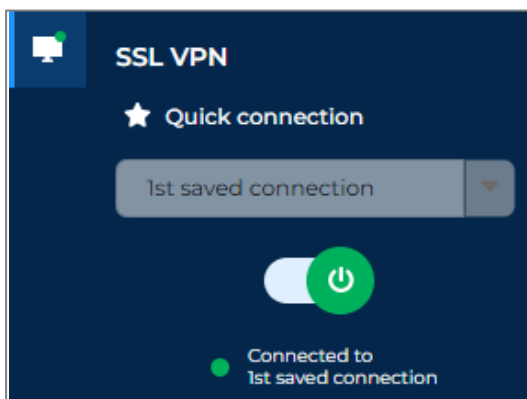 SSL VPN
Quick connection
1st saved connection
Connected to
1st saved connection